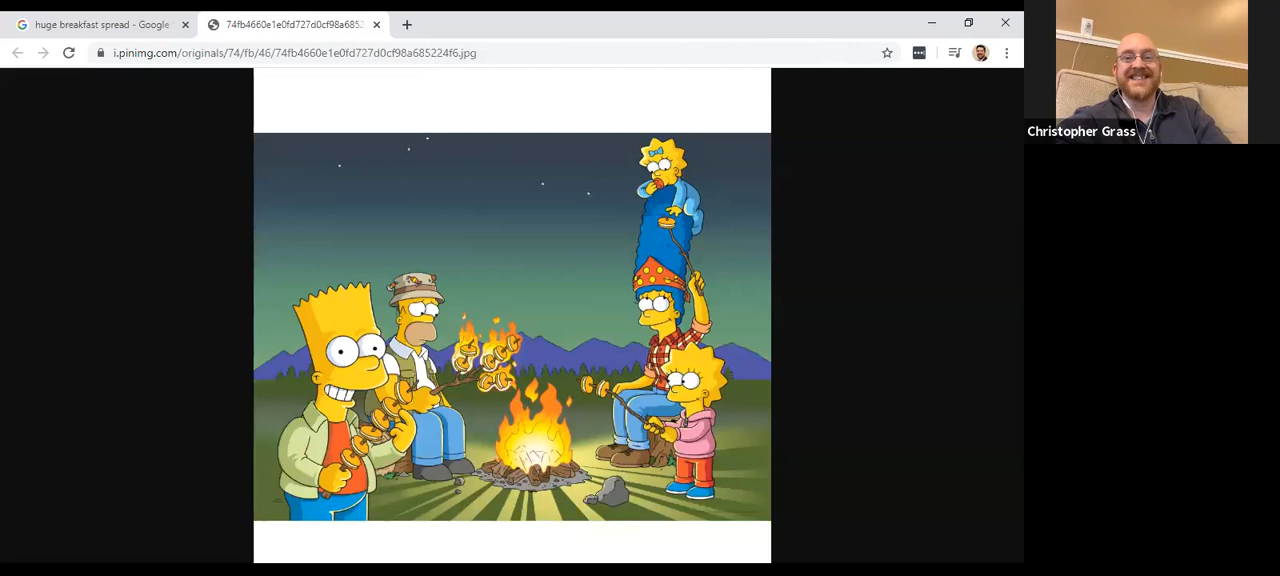 huge breakfast spread - Google
74fb4660e1e0fd727d0cf98a685
i.pinimg.com/originals/74/fb/46/74fb4660e1e0fd727d0cf98a685224f6.jpg
Christopher Grass